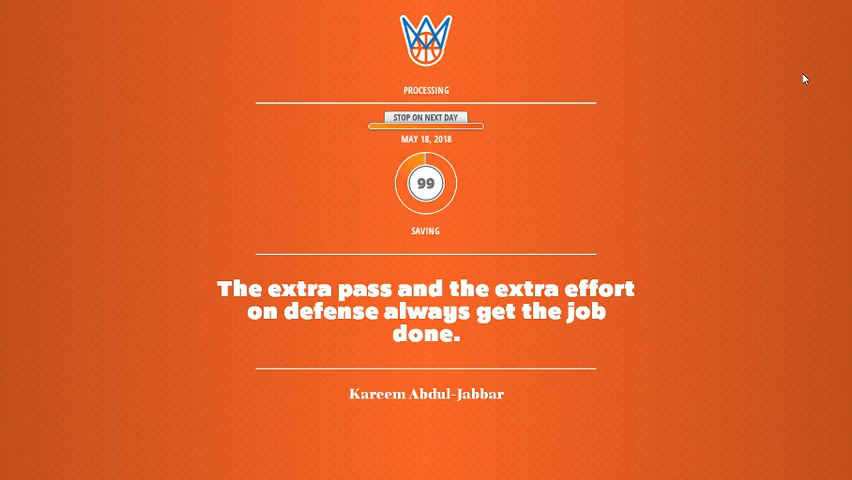 PROCESSING
STOP ON NEXT DAY
MAY 18, 2018
99
SAVING
The extra pass and the extra effort
on defense always get the job
done.
Kareem Abdul-Jabbar